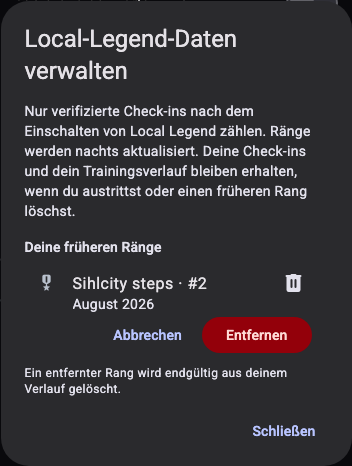 Local-Legend-Daten
verwalten
Nur verifizierte Check-ins nach dem
Einschalten von Local Legend zählen. Ränge
werden nachts aktualisiert. Deine Check-ins
und dein Trainingsverlauf bleiben erhalten,
wenn du austrittst oder einen früheren Rang
löschst.
Deine früheren Ränge
Sihlcity steps · #2
August 2026
Abbrechen
Entfernen
Ein entfernter Rang wird endgültig aus deinem
Verlauf gelöscht.
Schließen